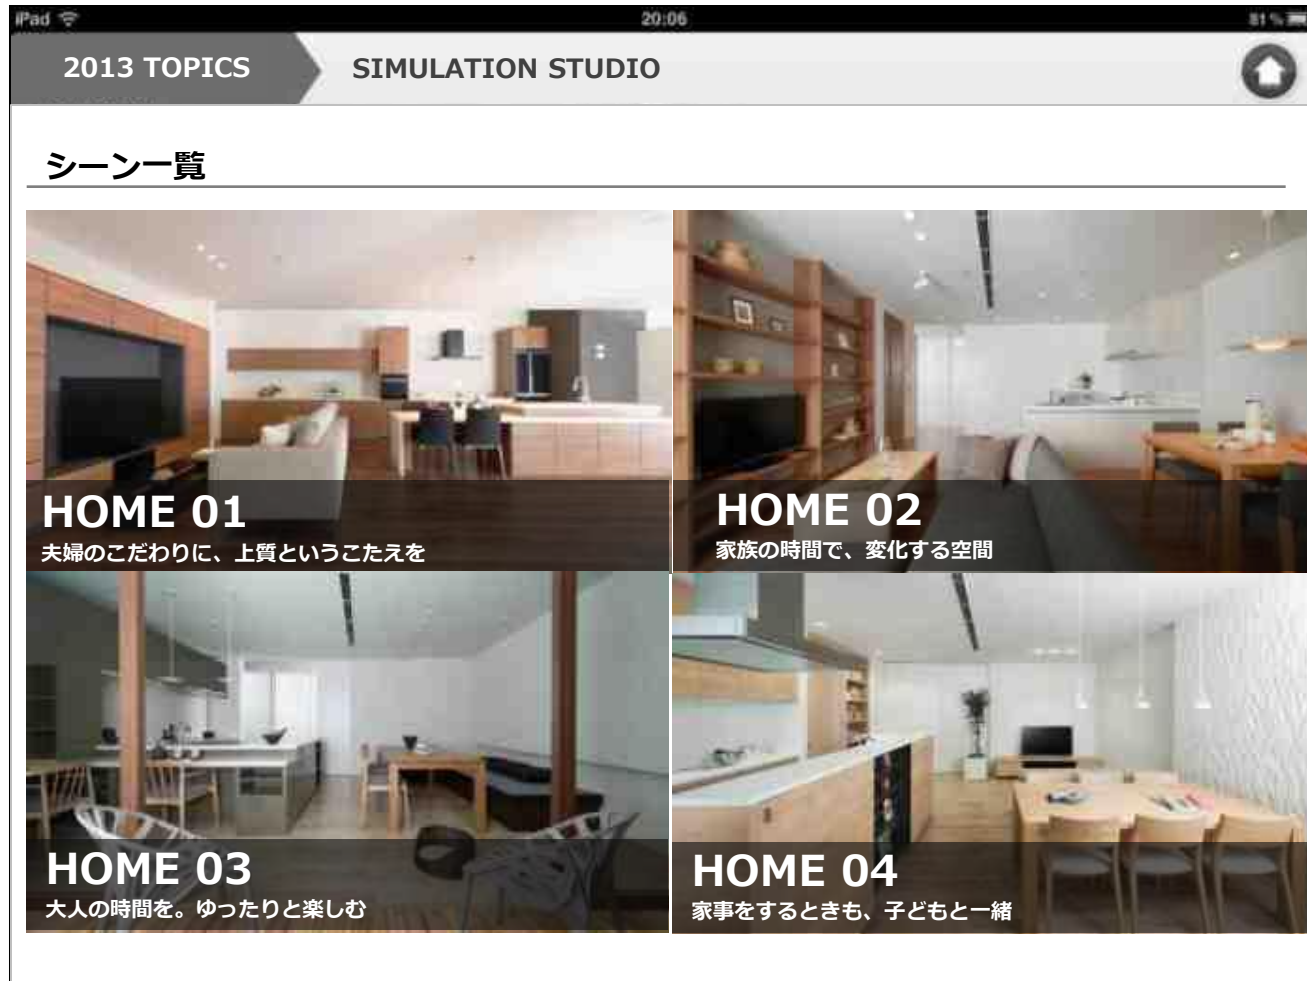 iPad
20:06
81%
2013 TOPICS
SIMULATION STUDIO
シーン一覧
HOME 01
夫婦のこだわりに、上質というこたえを
HOME 02
家族の時間で、変化する空間
HOME 03
大人の時間を。ゆったりと楽しむ
HOME 04
家事をするときも、子どもと一緒